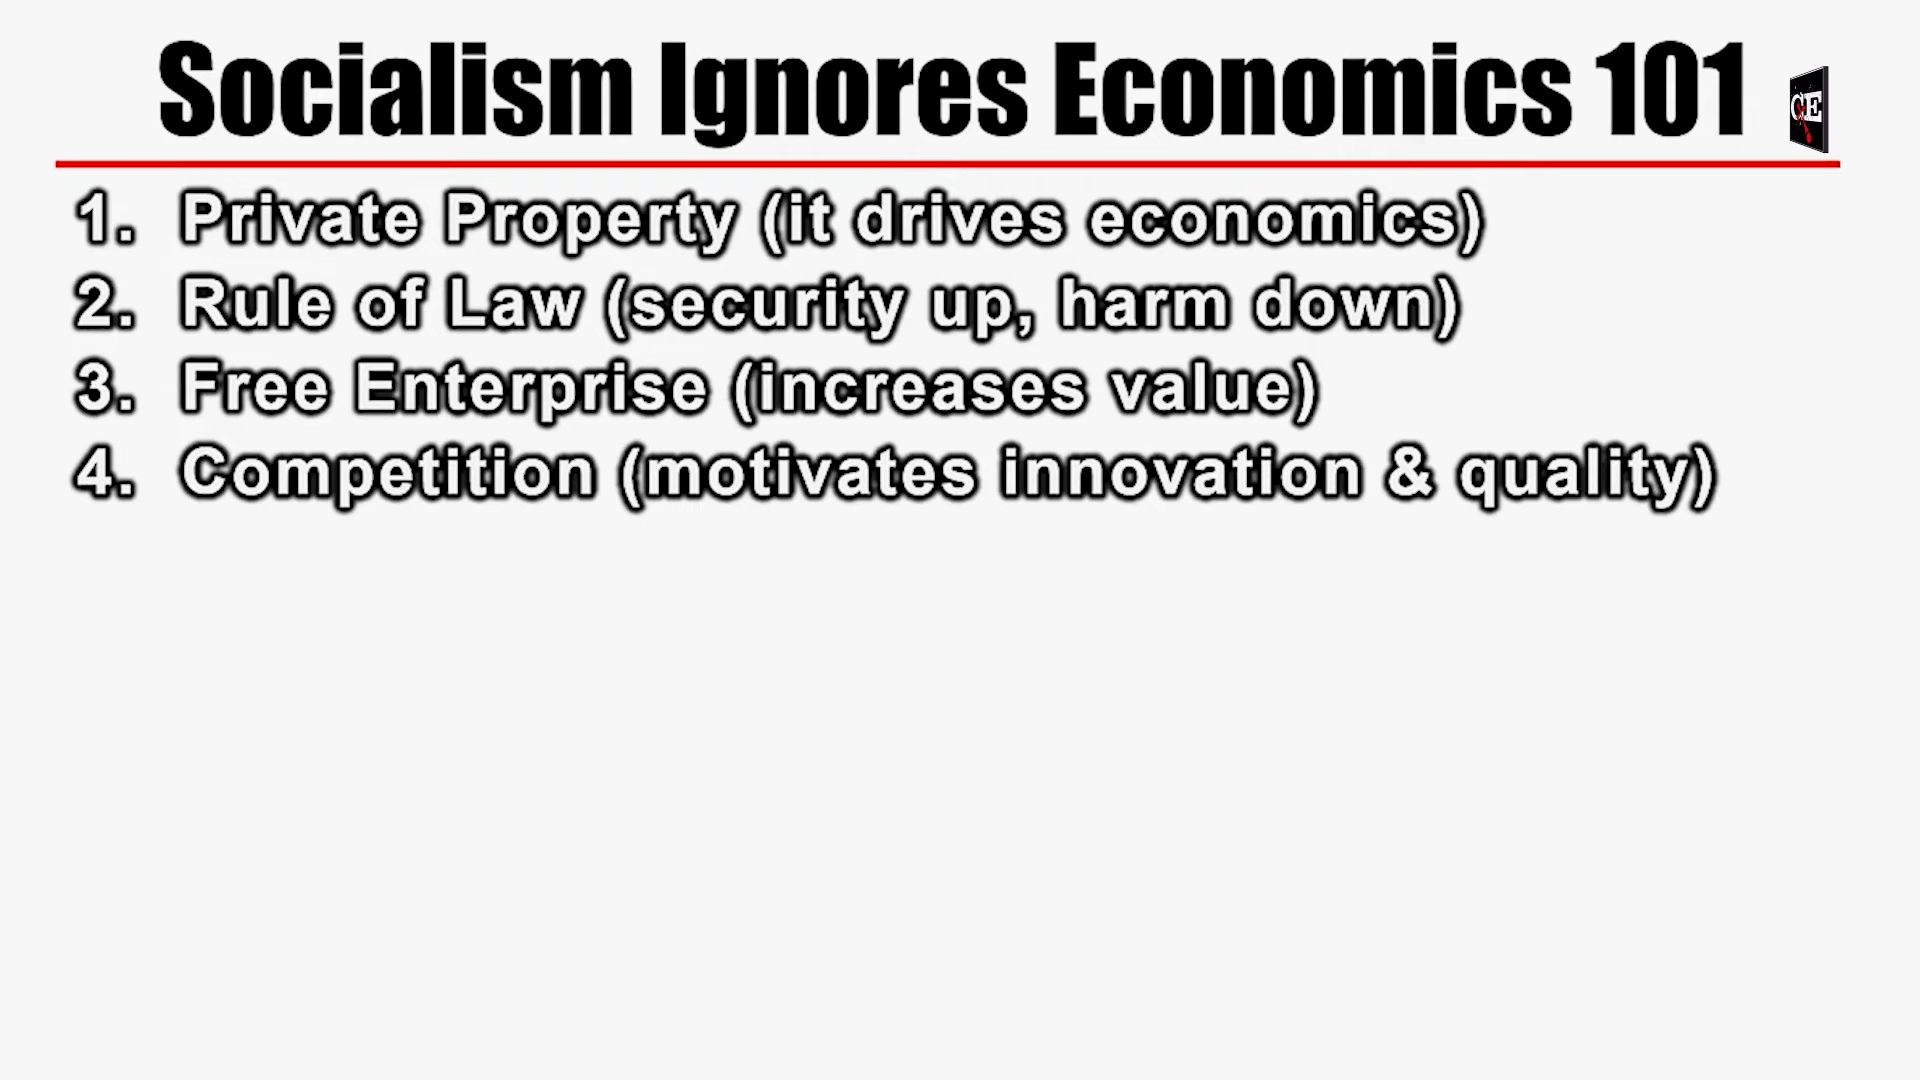 Socialism Ignores Economics 101
CE
1. Private Property (it drives economics)
2. Rule of Law (security up, harm down)
3. Free Enterprise (increases value)
4. Competition (motivates innovation & quality)